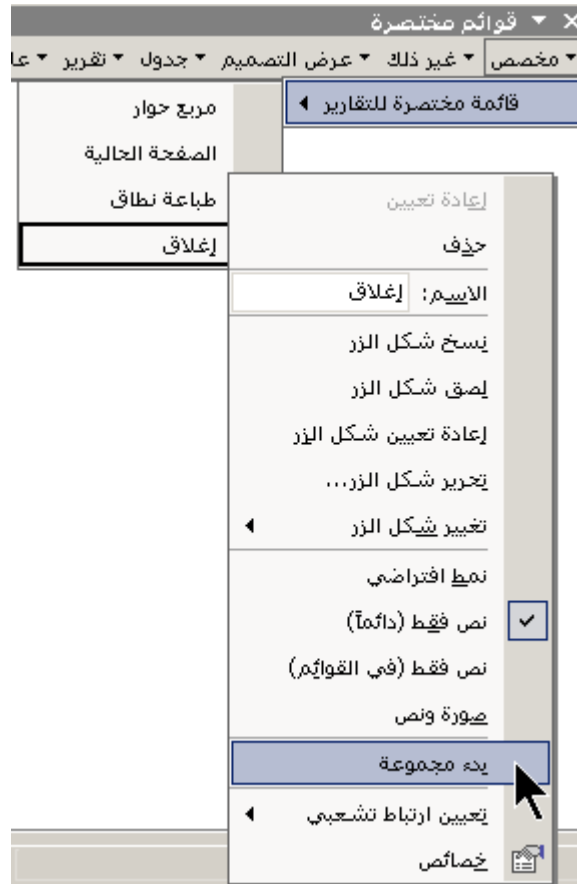 قوائم مختصرة
مخصص غير ذلك عرض التصميم جدول تقرير عا
قائمة مختصرة للتقارير
مربع حوار
الصفحة الحالية
طباعة نطاق
إغلاق
إعادة تعيين
حذف
الاسم: إغلاق
نسخ شكل الزر
لصق شكل الزر
إعادة تعيين شكل الزر
تحرير شكل الزر...
تغيير شكل الزر
نمط افتراضي
نص فقط (دائماً)
نص فقط (في القوائم)
صورة ونص
بدء مجموعة
تعيين ارتباط تشعبي
خصائص